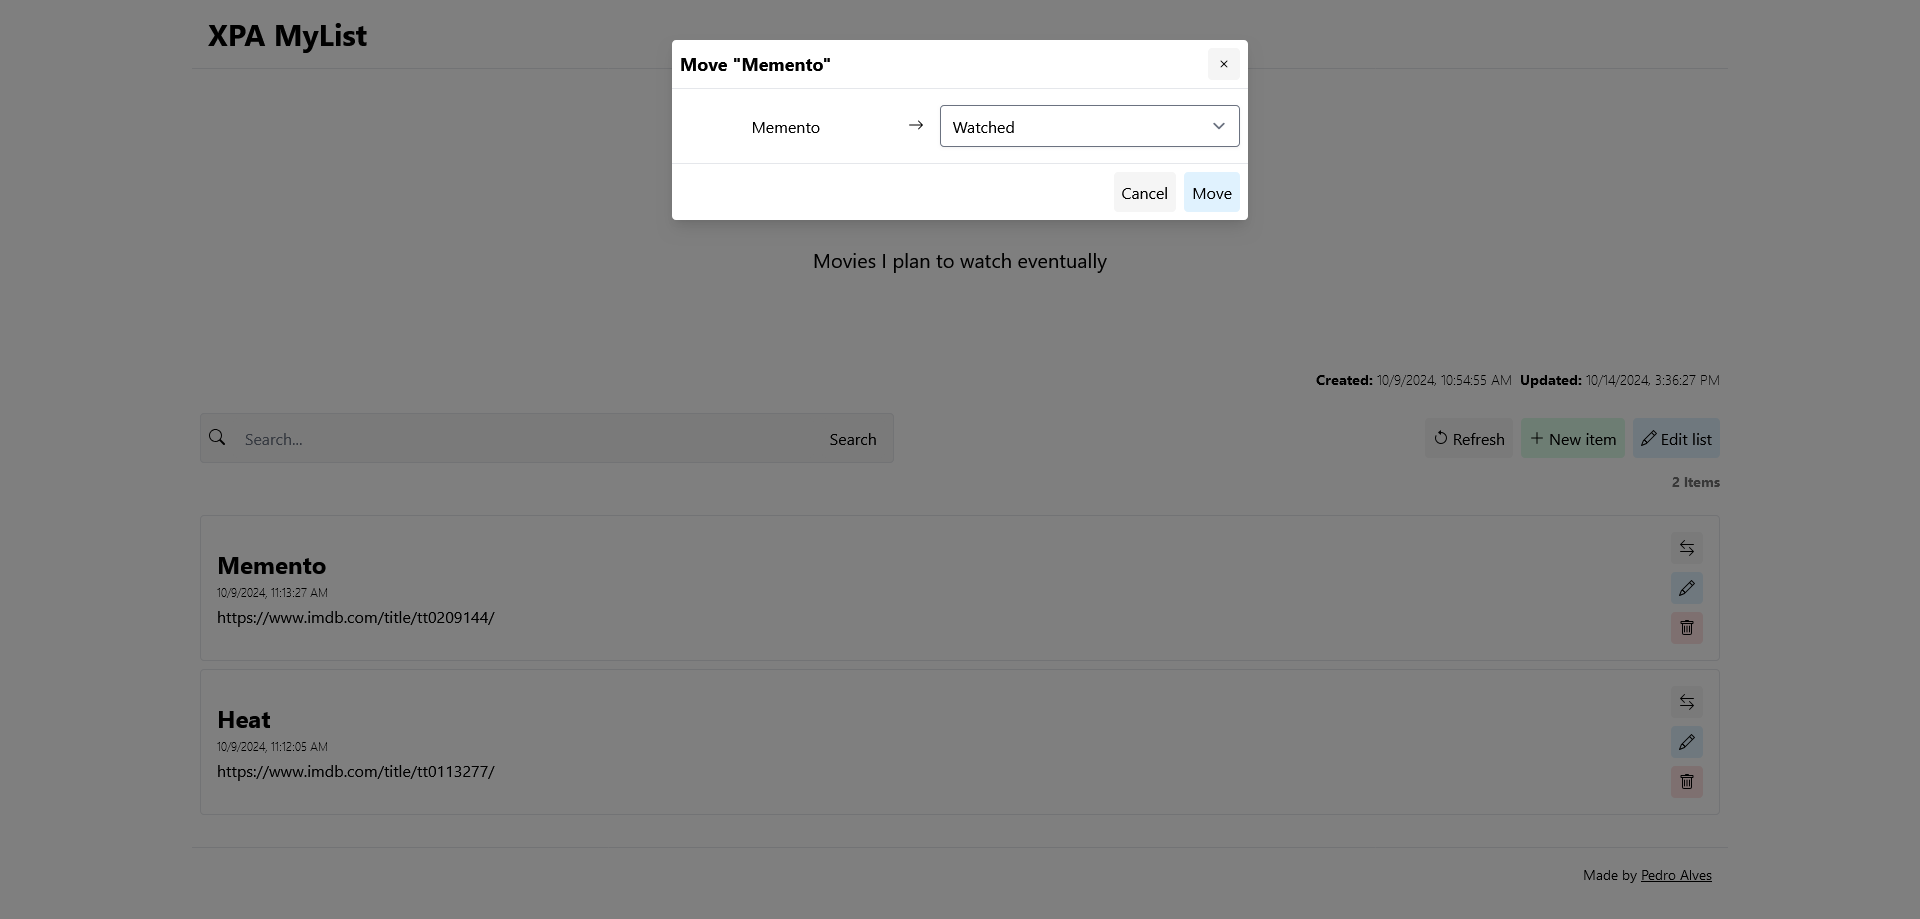 XPA MyList
Move "Memento"
Memento → Watched
Cancel Move
Movies I plan to watch eventually
Created: 10/9/2024, 10:54:55 AM Updated: 10/14/2024, 3:36:27 PM
Search... Search
Refresh + New item Edit list
2 Items
Memento
10/9/2024, 11:13:27 AM
https://www.imdb.com/title/tt0209144/
Heat
10/9/2024, 11:12:05 AM
https://www.imdb.com/title/tt0113277/
Made by Pedro Alves